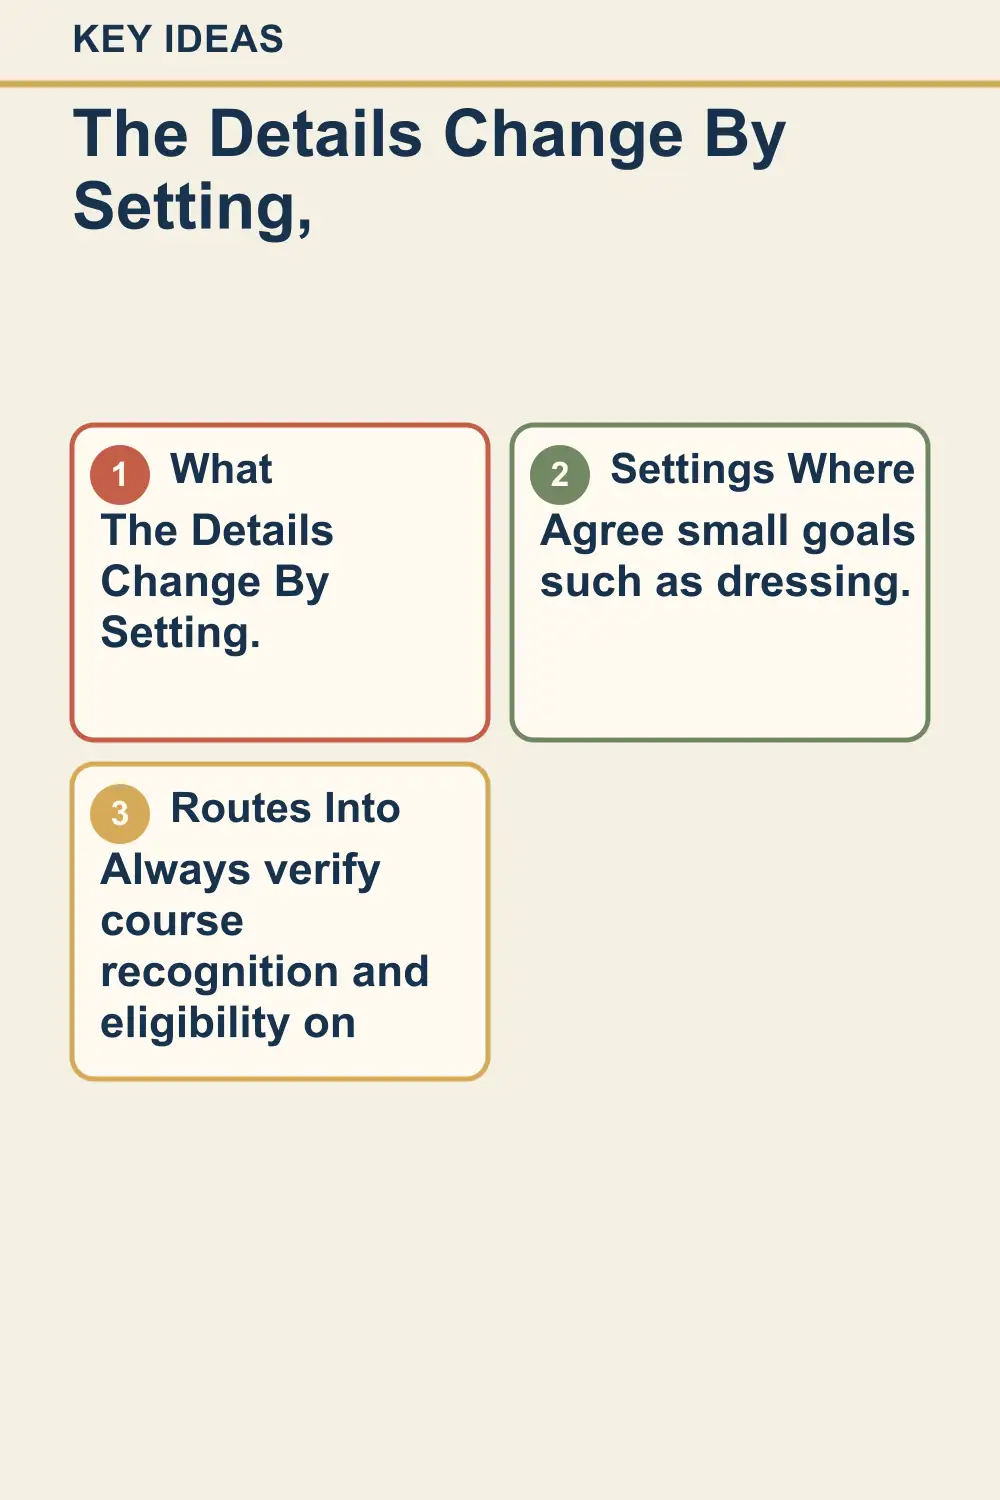 KEY IDEAS
The Details Change By
Setting,
1 What
The Details
Change By
Setting.
2 Settings Where
Agree small goals
such as dressing.
3 Routes Into
Always verify
course
recognition and
eligibility on